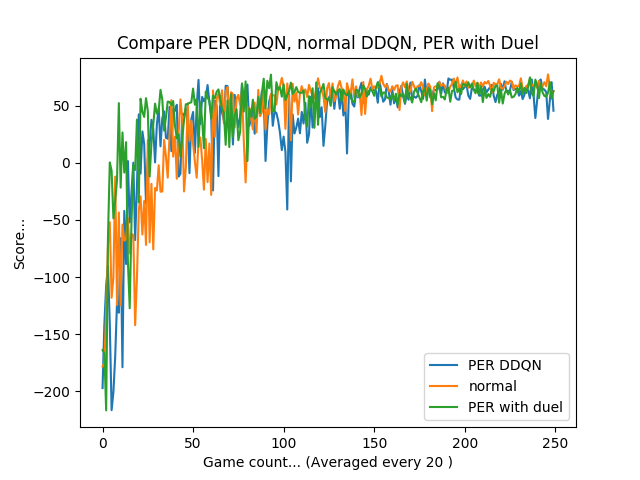 Compare PER DDQN, normal DDQN, PER with Duel
50
0
−50
−100
−150
−200
Score...
0 50 100 150 200 250
Game count... (Averaged every 20 )
PER DDQN
normal
PER with duel